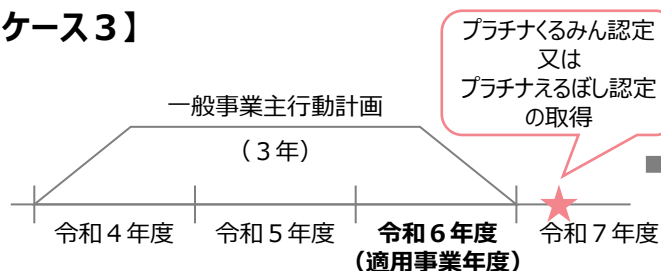 ケース３】
プラチナくるみん認定
又は
プラチナえるぼし認定
の取得
一般事業主行動計画
（３年）
令和４年度 令和５年度 令和６年度 令和７年度
（適用事業年度）